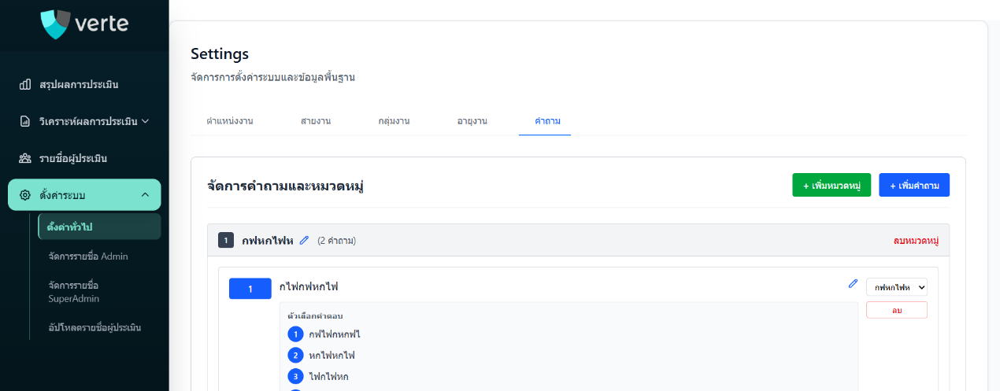 verte
สรุปผลการประเมิน
วิเคราะห์ผลการประเมิน
รายชื่อผู้ประเมิน
ตั้งค่าระบบ
ตั้งค่าทั่วไป
จัดการรายชื่อ Admin
จัดการรายชื่อ
SuperAdmin
อัปโหลดรายชื่อผู้ประเมิน
Settings
จัดการการตั้งค่าระบบและข้อมูลพื้นฐาน
ตำแหน่งงาน สายงาน กลุ่มงาน อายุงาน คำถาม
จัดการคำถามและหมวดหมู่
+ เพิ่มหมวดหมู่ + เพิ่มคำถาม
1 กฟหกไฟห (2 คำถาม) ลบหมวดหมู่
1 กไฟกฟหกไฟ กฟหกไฟห
ลบ
ตัวเลือกคำตอบ
1 กฟไฟกหกฟไ
2 หกไฟหกไฟ
3 ไฟกไฟหก